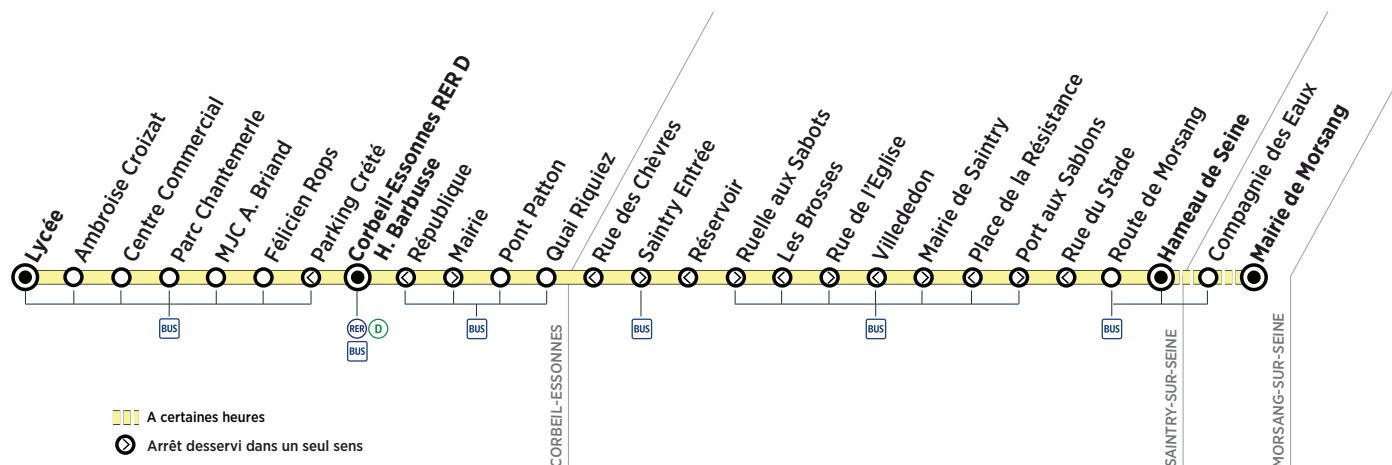 Lycée
Ambroise Croizat
Centre Commercial
Parc Chantemerle
MJC A. Briand
Félicien Rops
Parking Crété
Corbeil-Essonnes RER D
H. Barbusse
République
Mairie
Pont Patton
Quai Riquiez
Rue des Chèvres
Saintry Entrée
Réservoir
Ruelle aux Sabots
Les Brosses
Rue de l'Eglise
Villededon
Mairie de Saintry
Place de la Résistance
Port aux Sablons
Rue du Stade
Route de Morsang
Hameau de Seine
Compagnie des Eaux
Mairie de Morsang
BUS
RER D
BUS
BUS
BUS
BUS
BUS
CORBEIL-ESSONNES
SAINTRY-SUR-SEINE
MORSANG-SUR-SEINE
A certaines heures
Arrêt desservi dans un seul sens